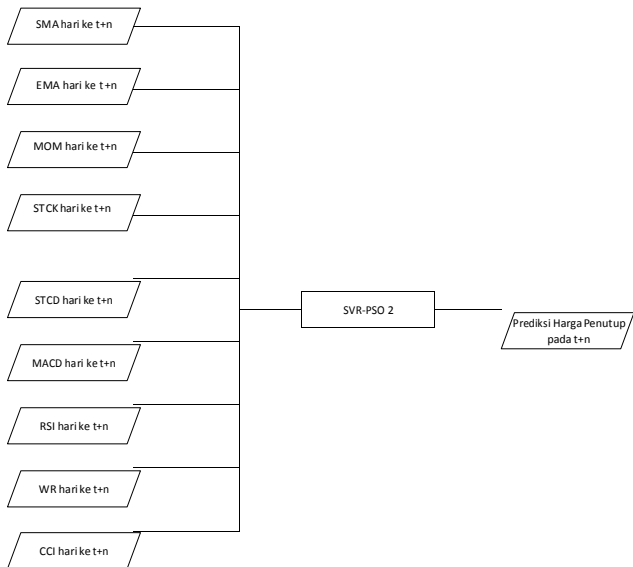 SMA hari ke t+n
EMA hari ke t+n
MOM hari ke t+n
STCK hari ke t+n
STCD hari ke t+n
MACD hari ke t+n
RSI hari ke t+n
WR hari ke t+n
CCI hari ke t+n
SVR-PSO 2
Prediksi Harga Penutup
pada t+n